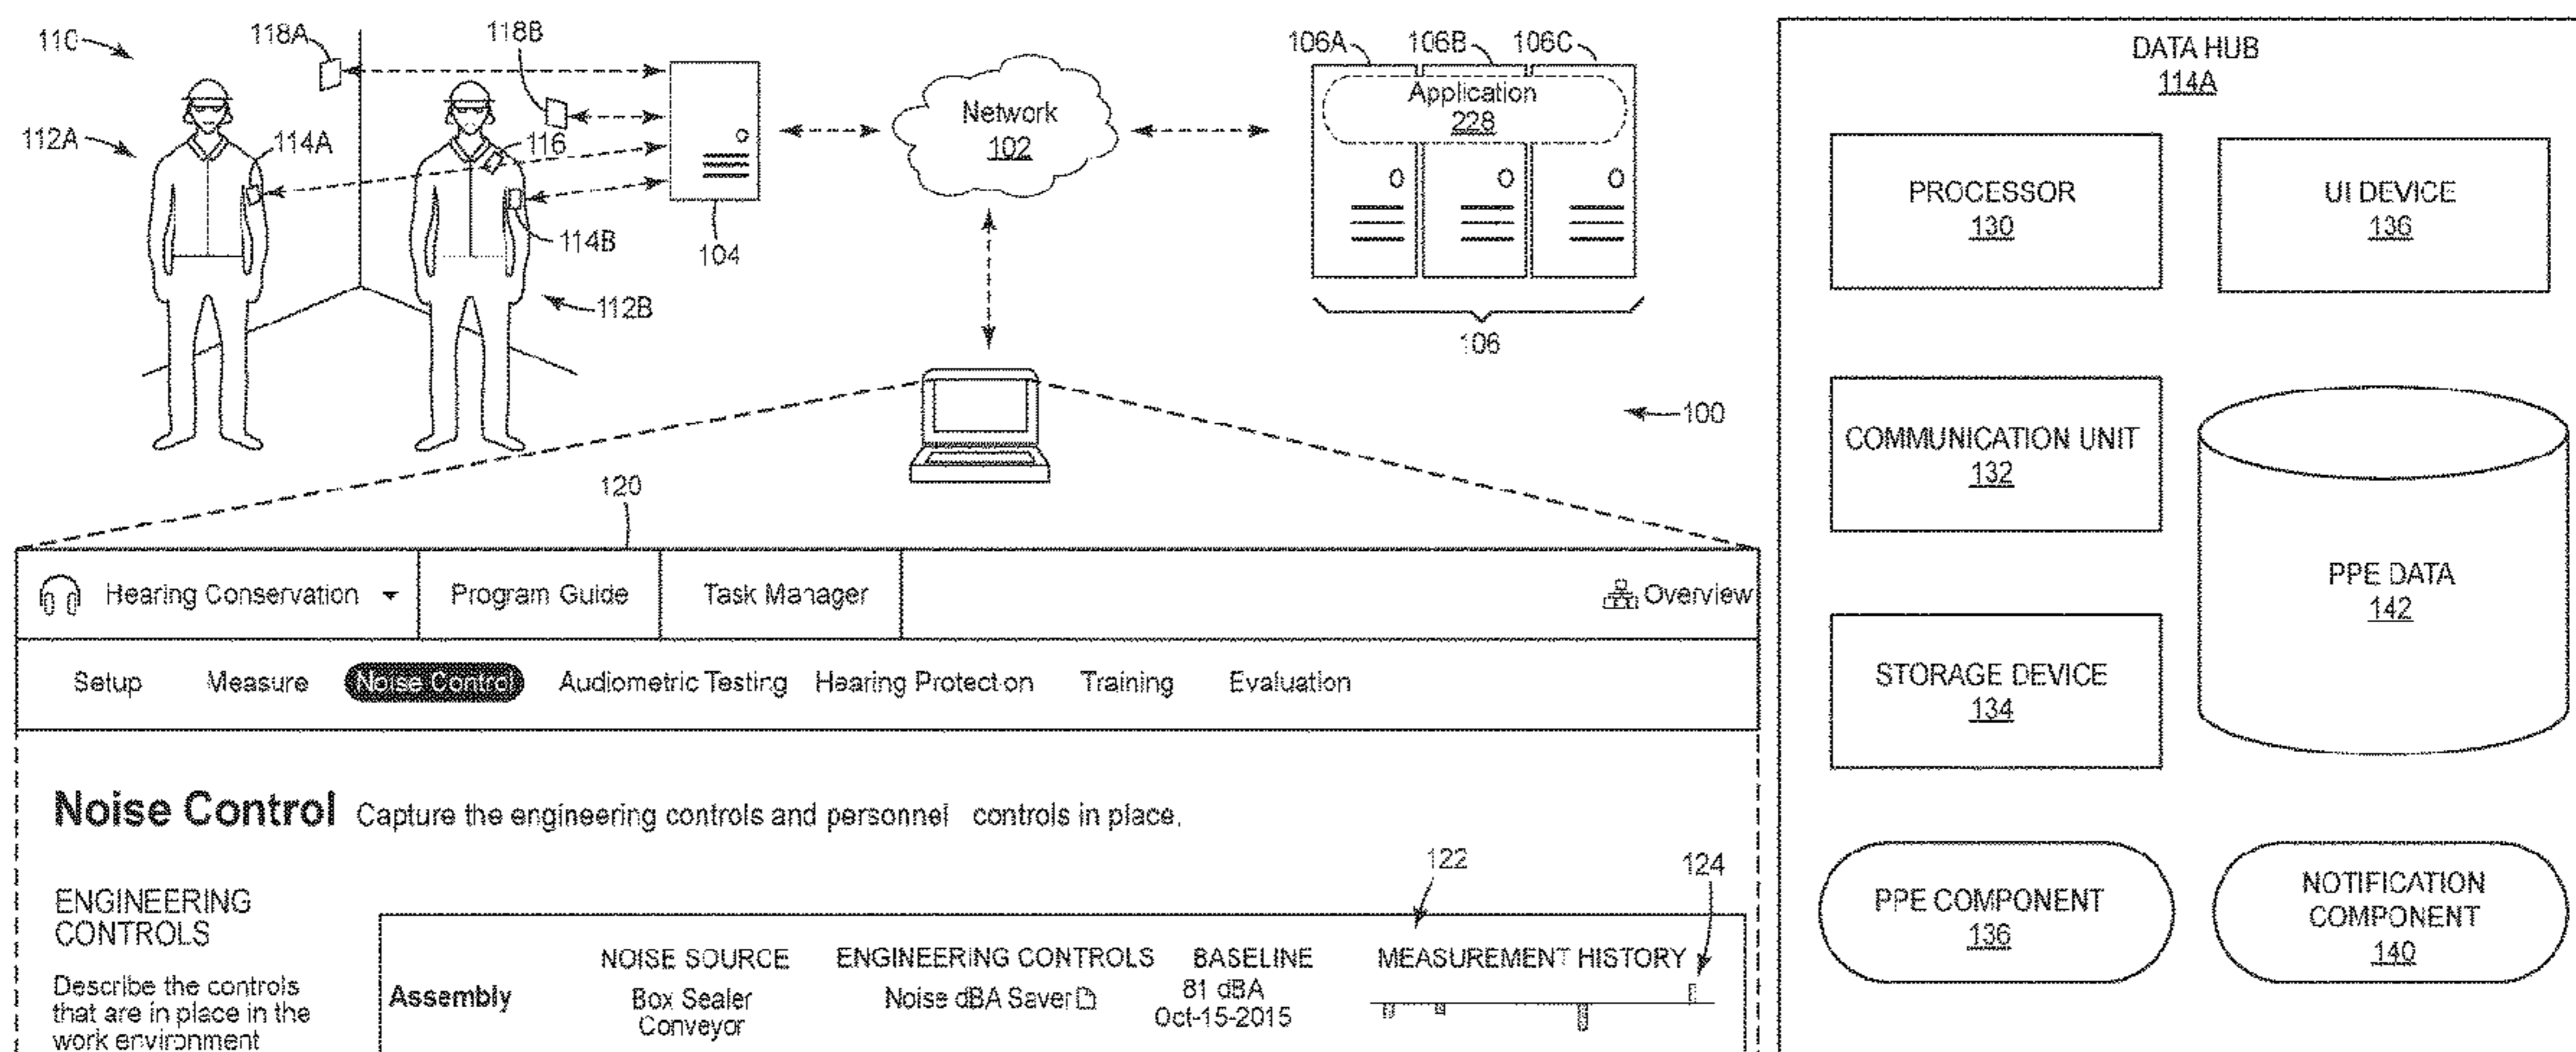 110
118A
118B
112A
114A
116
114B
112B
104
Network
102
106A
106B
106C
Application
228
106
100
120
Hearing Conservation
Program Guide
Task Manager
Overview
Setup
Measure
Noise Control
Audiometric Testing
Hearing Protection
Training
Evaluation
Noise Control
Capture the engineering controls and personnel controls in place.
ENGINEERING
CONTROLS
Describe the controls
that are in place in the
work environment
122
124
NOISE SOURCE
ENGINEERING CONTROLS
BASELINE
MEASUREMENT HISTORY
Assembly
Box Sealer
Conveyor
Noise dBA Saver
81 dBA
Oct-15-2015
DATA HUB
114A
PROCESSOR
130
UI DEVICE
136
COMMUNICATION UNIT
132
PPE DATA
142
STORAGE DEVICE
134
PPE COMPONENT
136
NOTIFICATION
COMPONENT
140